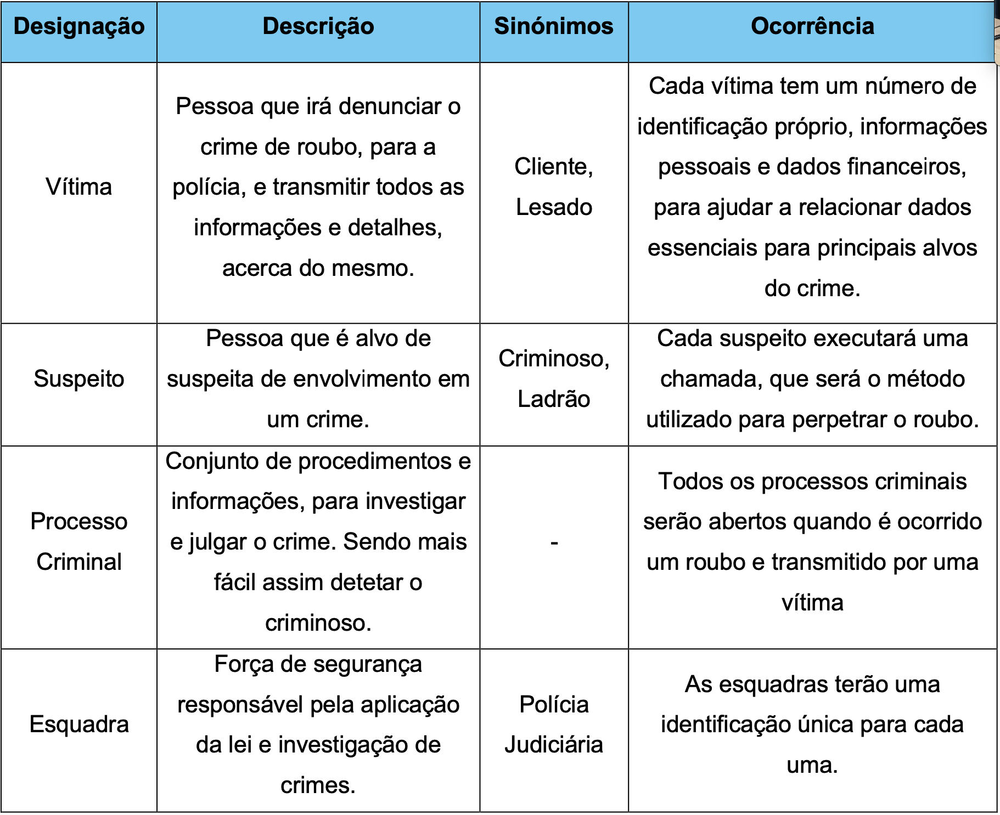 Designação
Descrição
Sinónimos
Ocorrência
Vítima
Pessoa que irá denunciar o
crime de roubo, para a
polícia, e transmitir todos as
informações e detalhes,
acerca do mesmo.
Cliente,
Lesado
Cada vítima tem um número de
identificação próprio, informações
pessoais e dados financeiros,
para ajudar a relacionar dados
essenciais para principais alvos
do crime.
Suspeito
Pessoa que é alvo de
suspeita de envolvimento em
um crime.
Criminoso,
Ladrão
Cada suspeito executará uma
chamada, que será o método
utilizado para perpetrar o roubo.
Processo
Criminal
Conjunto de procedimentos e
informações, para investigar
e julgar o crime. Sendo mais
fácil assim detetar o
criminoso.
-
Todos os processos criminais
serão abertos quando é ocorrido
um roubo e transmitido por uma
vítima
Esquadra
Força de segurança
responsável pela aplicação
da lei e investigação de
crimes.
Polícia
Judiciária
As esquadras terão uma
identificação única para cada
uma.